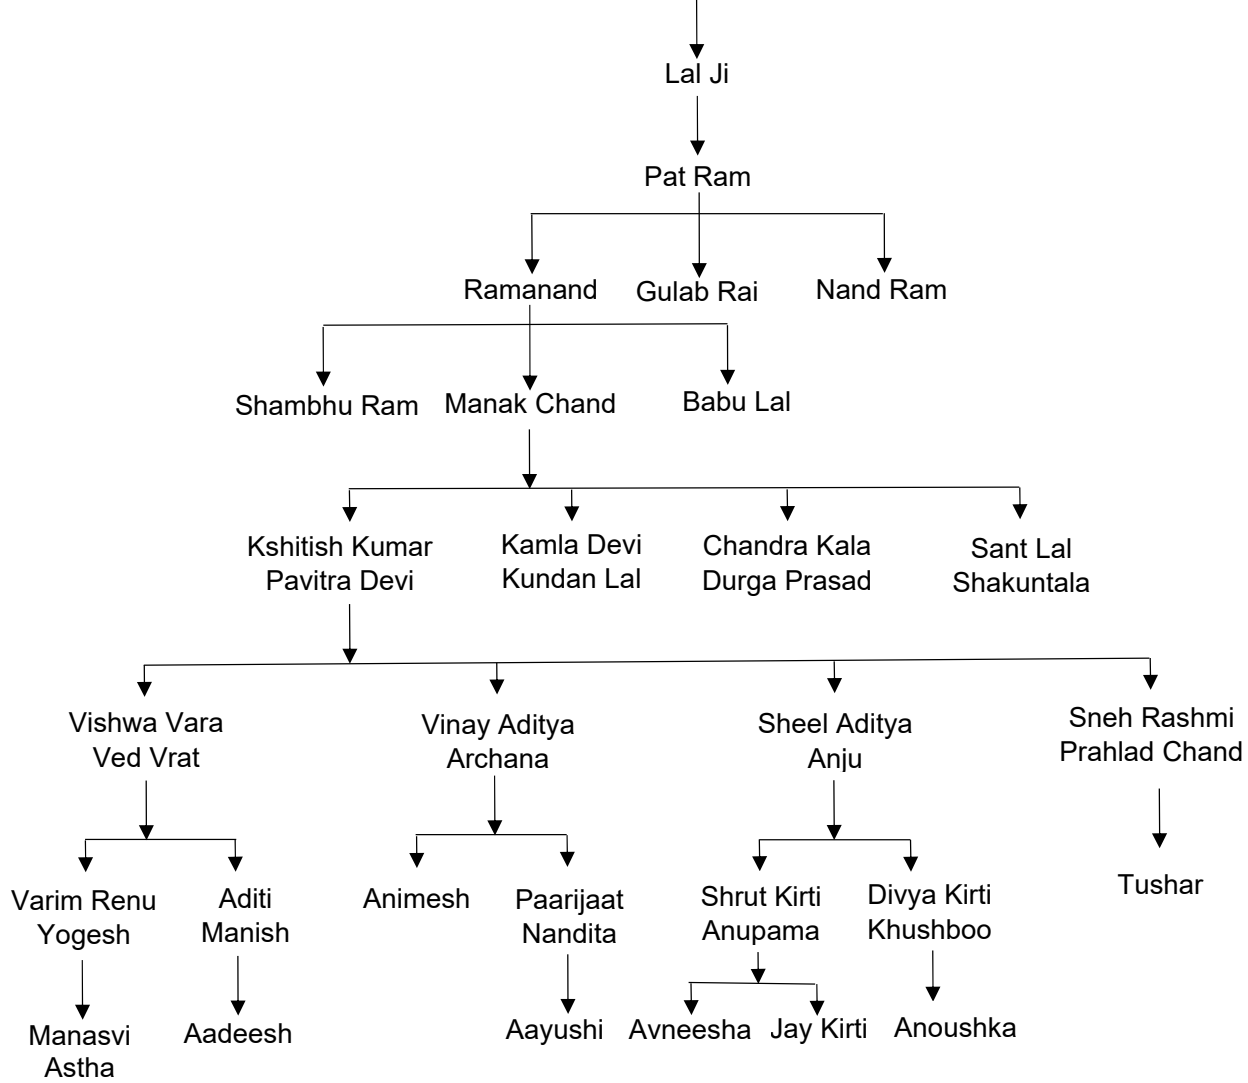 Lal Ji
Pat Ram
Ramanand
Gulab Rai
Nand Ram
Shambhu Ram
Manak Chand
Babu Lal
Kshitish Kumar
Pavitra Devi
Kamla Devi
Kundan Lal
Chandra Kala
Durga Prasad
Sant Lal
Shakuntala
Vishwa Vara
Ved Vrat
Vinay Aditya
Archana
Sheel Aditya
Anju
Sneh Rashmi
Prahlad Chand
Varim Renu
Yogesh
Aditi
Manish
Animesh
Paarijaat
Nandita
Shrut Kirti
Anupama
Divya Kirti
Khushboo
Tushar
Manasvi
Astha
Aadeesh
Aayushi
Avneesha
Jay Kirti
Anoushka